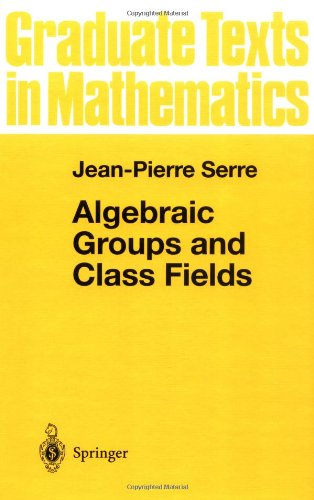 Graduate Texts
in Mathematics
Jean-Pierre Serre
Algebraic
Groups and
Class Fields
Springer